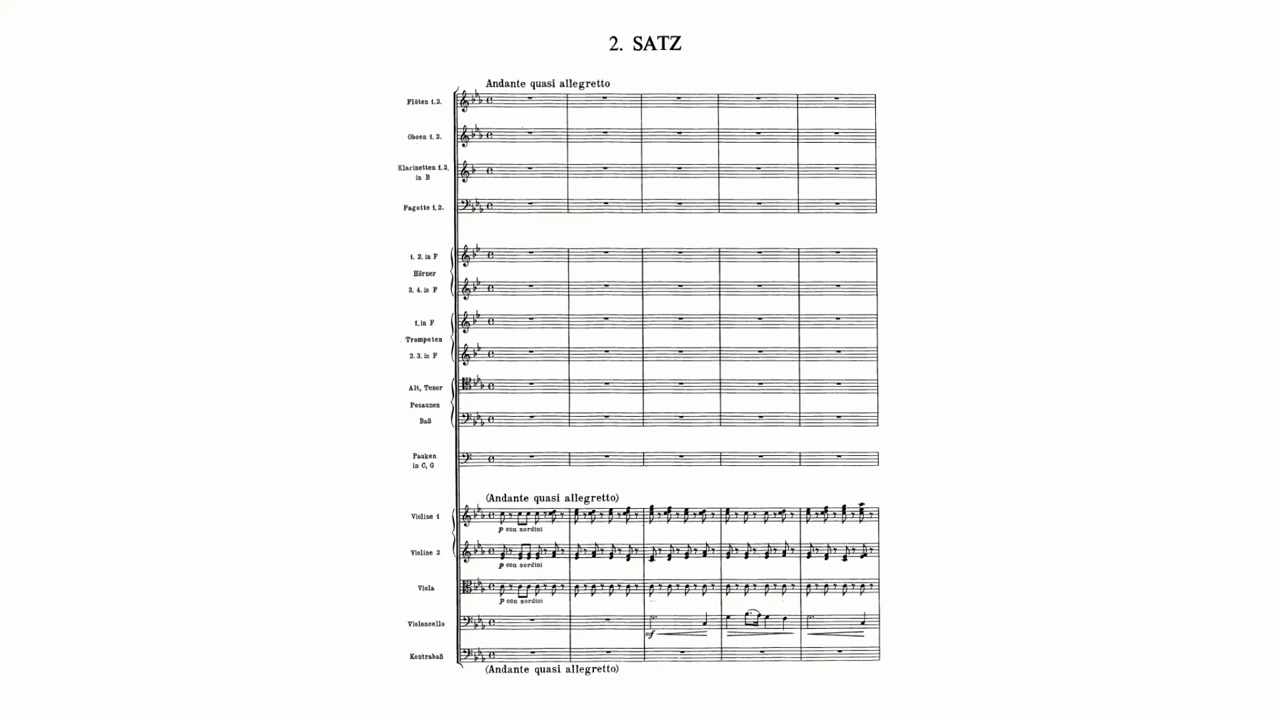 2. SATZ
Andante quasi allegretto
Flöten 1.2.
Oboen 1.2.
Klarinetten 1.2.
in B
Fagotte 1.2.
1. 2. in F
Hörner
3. 4. in F
1. in F
Trompeten
2. 3. in F
Alt, Tenor
Posaunen
Baß
Pauken
in C, G
(Andante quasi allegretto)
Violine 1
p con sordini
Violine 2
p con sordini
Viola
p con sordini
Violoncello
mf
Kontrabaß
(Andante quasi allegretto)